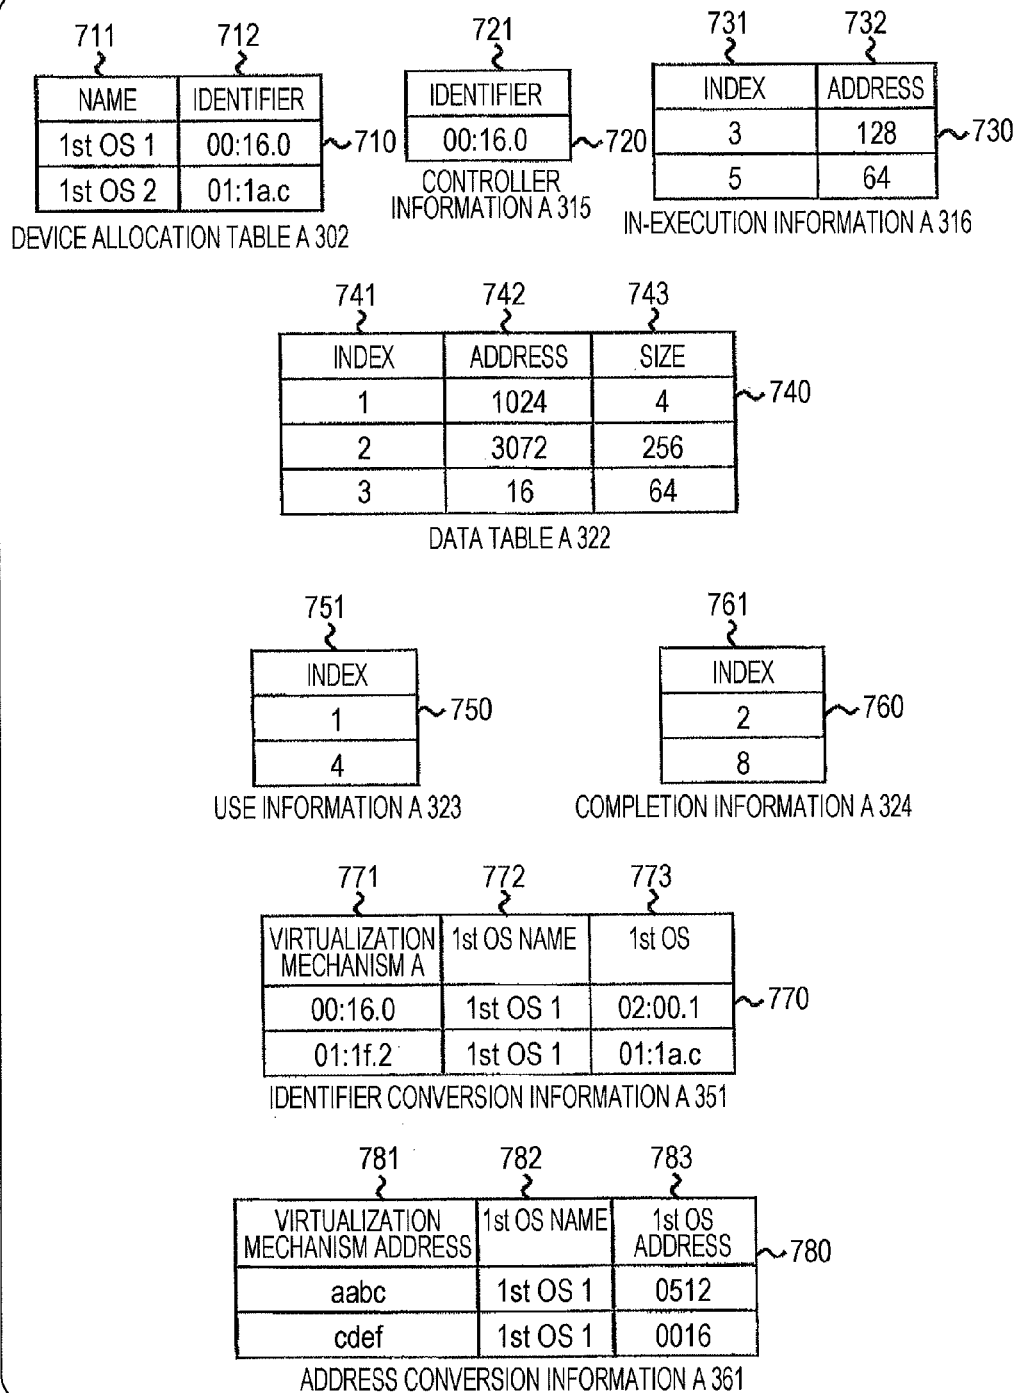 711 712
NAME IDENTIFIER
1st OS 1 00:16.0
1st OS 2 01:1a.c
710
DEVICE ALLOCATION TABLE A 302
721
IDENTIFIER
00:16.0
720
CONTROLLER
INFORMATION A 315
731 732
INDEX ADDRESS
3 128
5 64
730
IN-EXECUTION INFORMATION A 316
741 742 743
INDEX ADDRESS SIZE
1 1024 4
2 3072 256
3 16 64
740
DATA TABLE A 322
751
INDEX
1
4
750
USE INFORMATION A 323
761
INDEX
2
8
760
COMPLETION INFORMATION A 324
771 772 773
VIRTUALIZATION
MECHANISM A
1st OS NAME 1st OS
00:16.0 1st OS 1 02:00.1
01:1f.2 1st OS 1 01:1a.c
770
IDENTIFIER CONVERSION INFORMATION A 351
781 782 783
VIRTUALIZATION
MECHANISM ADDRESS
1st OS NAME
1st OS
ADDRESS
aabc 1st OS 1 0512
cdef 1st OS 1 0016
780
ADDRESS CONVERSION INFORMATION A 361